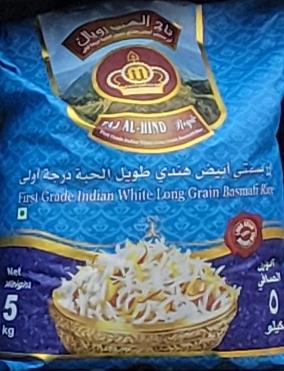 تاج الهند رويال
TAJ AL-HIND Royal
أرز بسمتي أبيض هندي طويل الحبة درجة أولى
First Grade Indian White Long Grain Basmati Rice
Net
Weight
5
kg
الوزن
الصافي
٥
كيلو